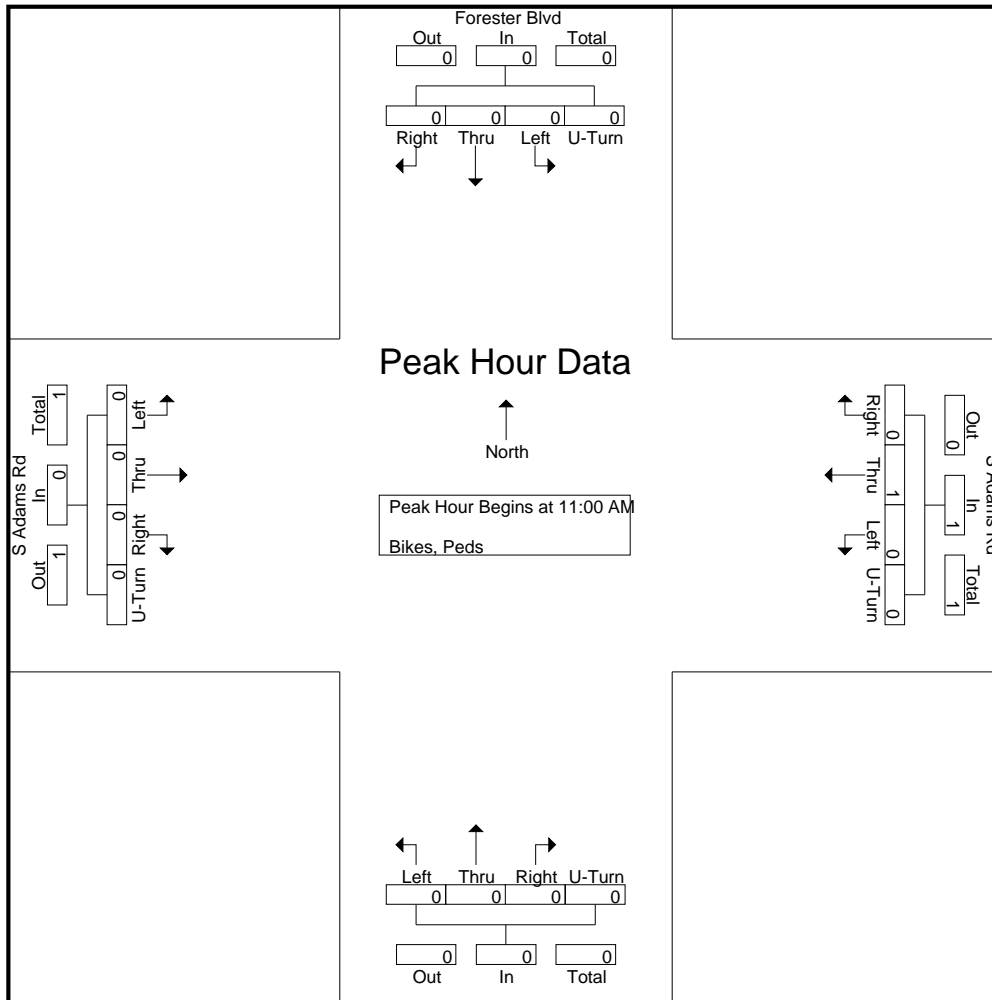 Forester Blvd
Out In Total
0 0 0
0 0 0 0
Right Thru Left U-Turn
Peak Hour Data
North
Peak Hour Begins at 11:00 AM
Bikes, Peds
S Adams Rd
Total In Out
1 0 1
0 0 0 0
Left Thru Right U-Turn
S Adams Rd
Out In Total
0 1 1
0 1 0 0
Right Thru Left U-Turn
Left Thru Right U-Turn
0 0 0 0
0 0 0
Out In Total